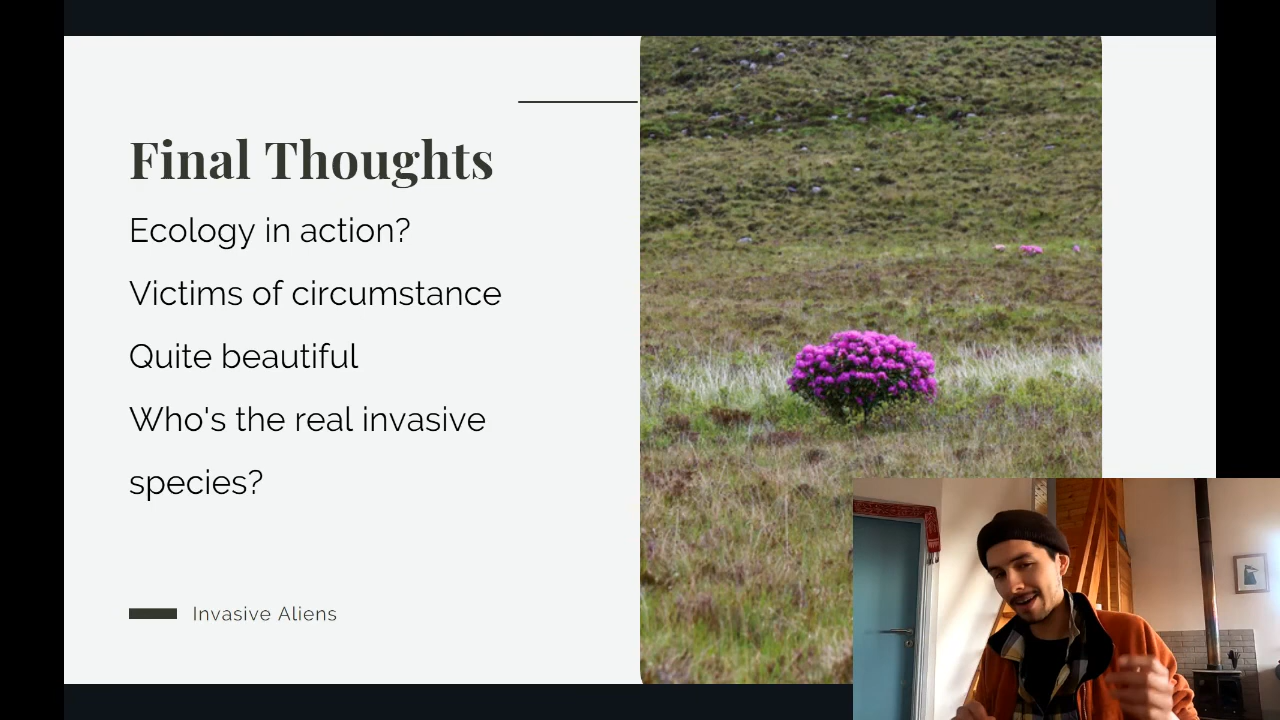 Final Thoughts
Ecology in action?
Victims of circumstance
Quite beautiful
Who's the real invasive
species?
Invasive Aliens